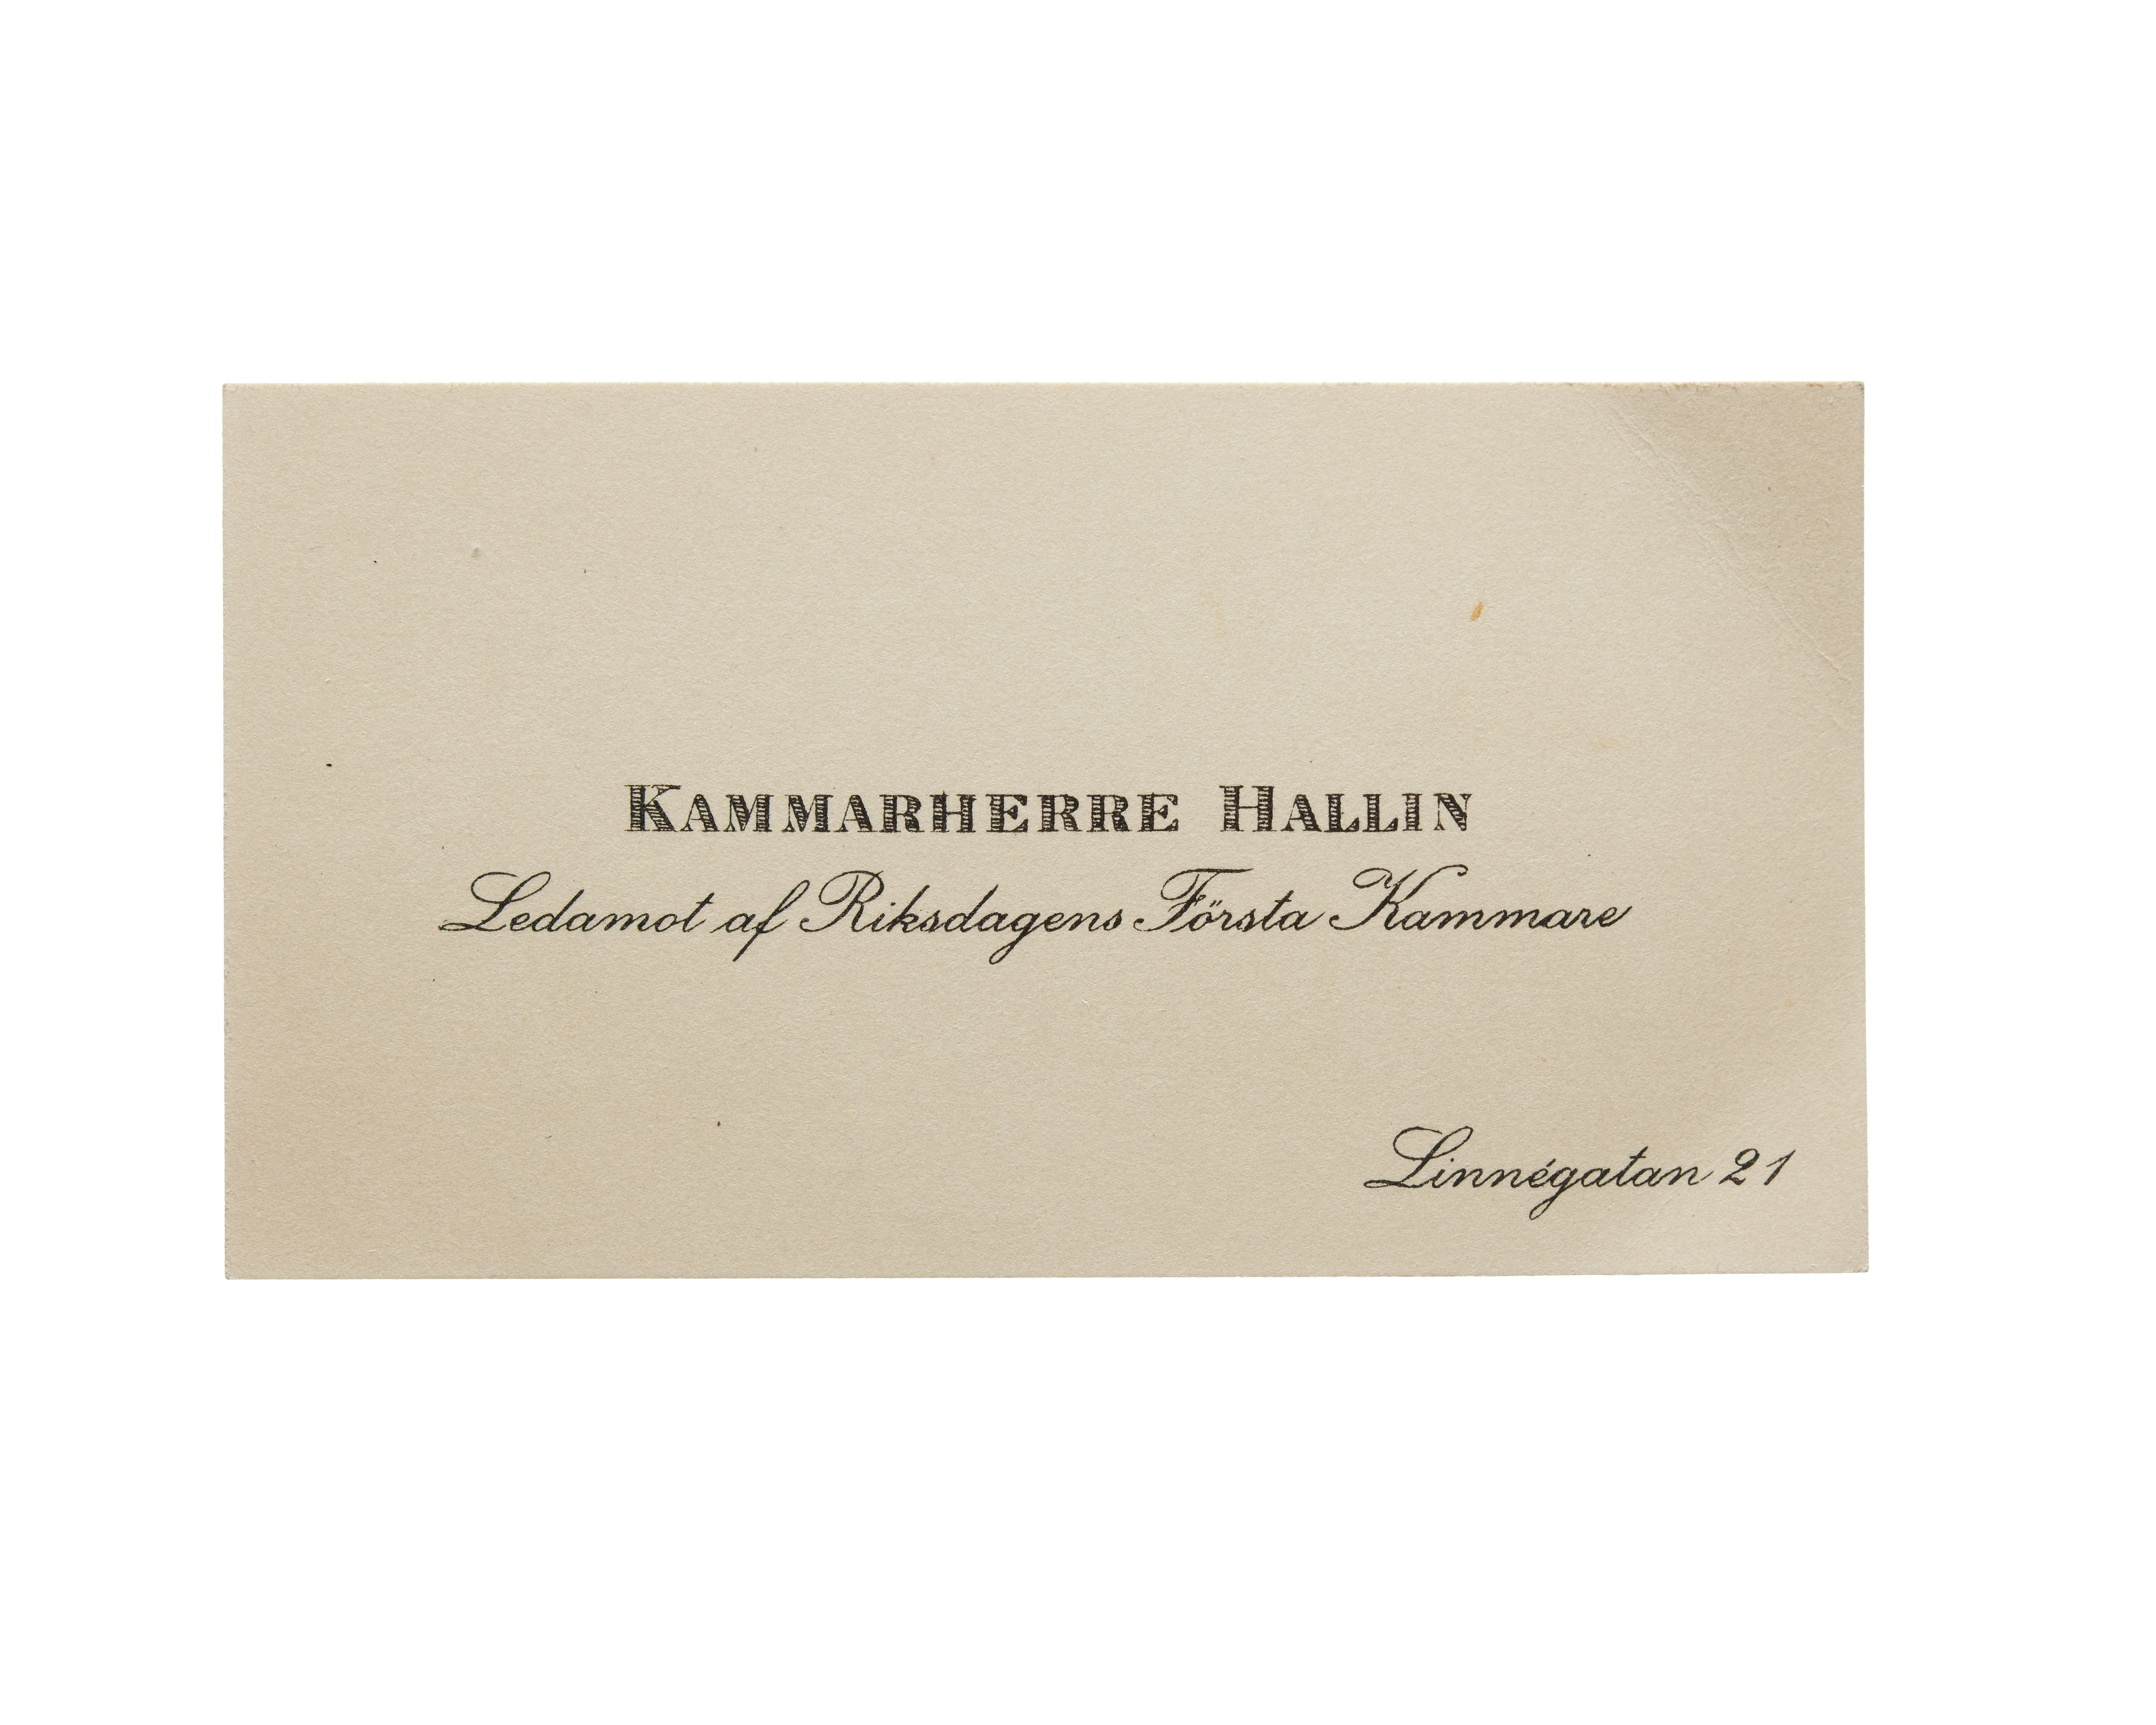 KAMMARHERRE HALLIN
Ledamot af Riksdagens Första Kammare
Linnégatan 21